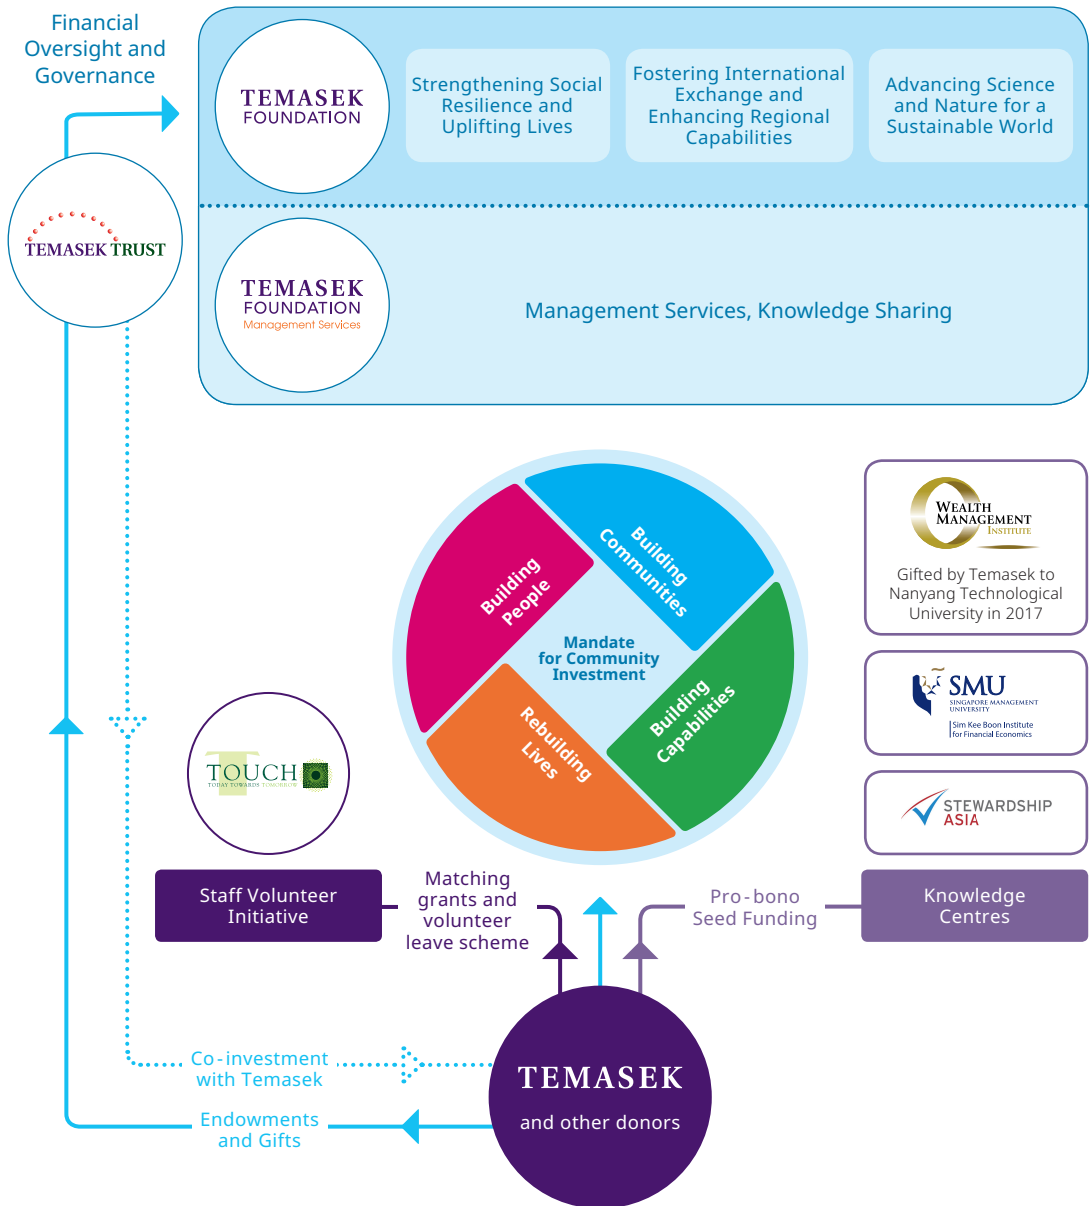 Financial
Oversight and
Governance
TEMASEK
FOUNDATION
Strengthening Social
Resilience and
Uplifting Lives
Fostering International
Exchange and
Enhancing Regional
Capabilities
Advancing Science
and Nature for a
Sustainable World
TEMASEK TRUST
TEMASEK
FOUNDATION
Management Services
Management Services, Knowledge Sharing
Building
People
Building
Communities
Mandate
for Community
Investment
Rebuilding
Lives
Building
Capabilities
WEALTH
MANAGEMENT
INSTITUTE
Gifted by Temasek to
Nanyang Technological
University in 2017
SMU
SINGAPORE MANAGEMENT
UNIVERSITY
Sim Kee Boon Institute
for Financial Economics
STEWARDSHIP
ASIA
TOUCH
TODAY TOWARDS TOMORROW
Staff Volunteer
Initiative
Matching
grants and
volunteer
leave scheme
Pro-bono
Seed Funding
Knowledge
Centres
Co-investment
with Temasek
Endowments
and Gifts
TEMASEK
and other donors